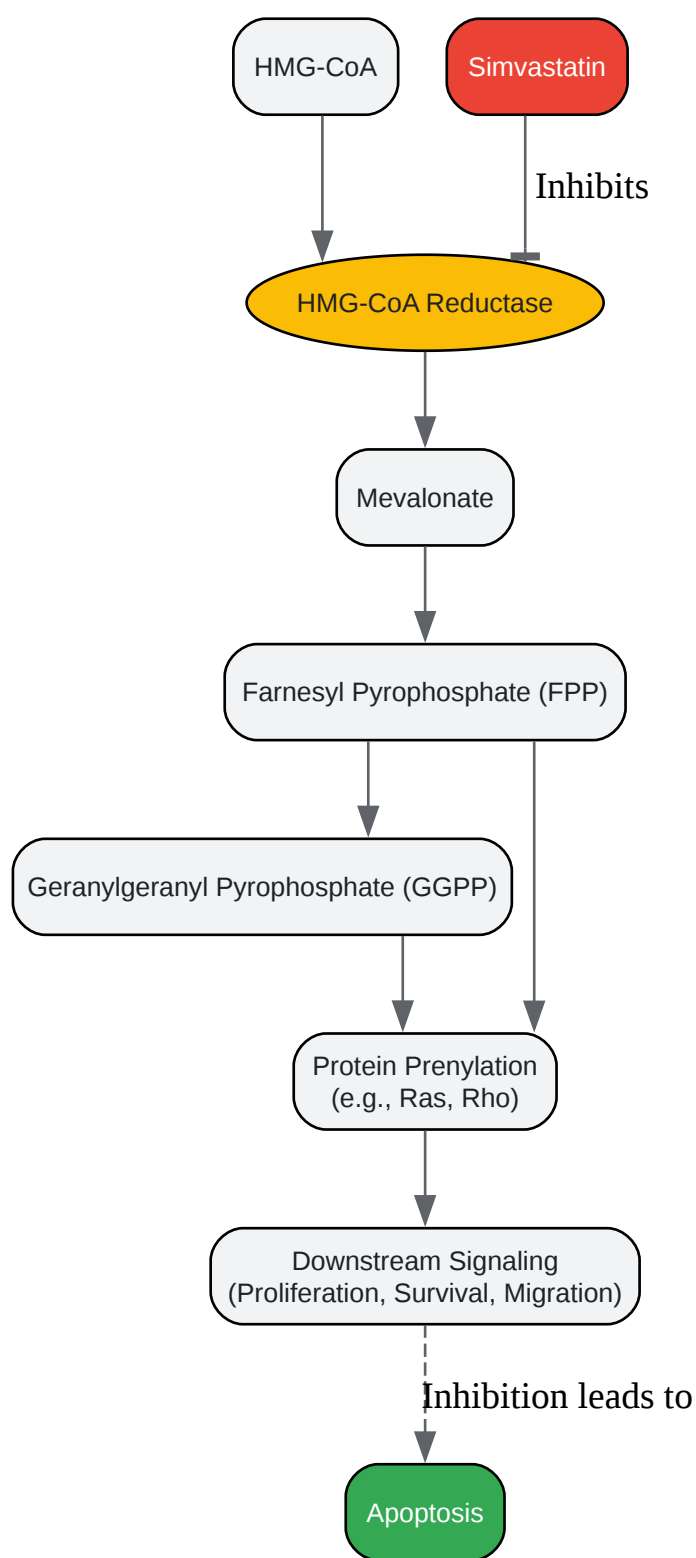 HMG-CoA
Simvastatin
Inhibits
HMG-CoA Reductase
Mevalonate
Farnesyl Pyrophosphate (FPP)
Geranylgeranyl Pyrophosphate (GGPP)
Protein Prenylation
(e.g., Ras, Rho)
Downstream Signaling
(Proliferation, Survival, Migration)
Inhibition leads to
Apoptosis